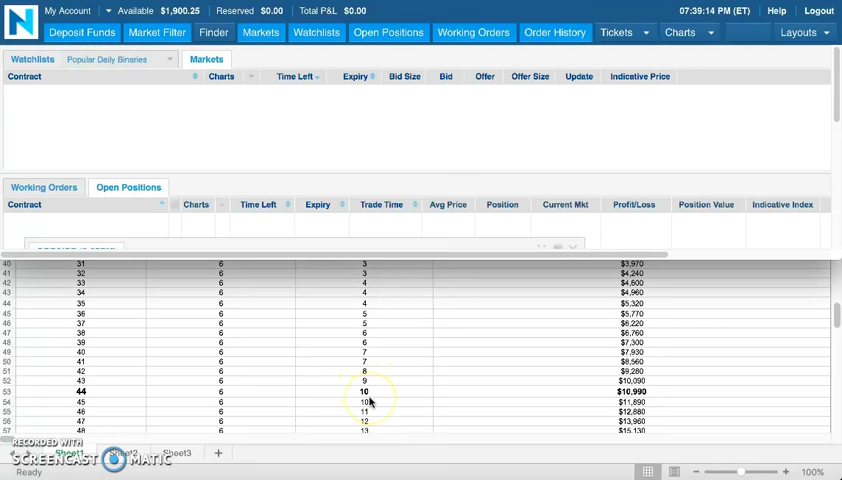 My Account Available $1,900.25 Reserved $0.00 Total P&L $0.00 07:39:14 PM (ET) Help Logout
N Deposit Funds Market Filter Finder Markets Watchlists Open Positions Working Orders Order History Tickets Charts Layouts
Watchlists Popular Daily Binaries Markets
Contract Charts Time Left Expiry Bid Size Bid Offer Offer Size Update Indicative Price
Working Orders Open Positions
Contract Charts Time Left Expiry Trade Time Avg Price Position Current Mkt Profit/Loss Position Value Indicative Index
40 31 6 3 $3,970
41 32 6 3 $4,240
42 33 6 4 $4,600
43 34 6 4 $4,960
44 35 6 4 $5,320
45 36 6 5 $5,770
46 37 6 5 $6,220
47 38 6 6 $6,760
48 39 6 6 $7,300
49 40 6 7 $7,930
50 41 6 7 $8,560
51 42 6 8 $9,280
52 43 6 9 $10,090
53 44 6 10 $10,990
54 45 6 10 $11,890
55 46 6 11 $12,880
56 47 6 12 $13,960
57 48 6 13 $15,130
RECORDED WITH
SCREENCAST MATIC
Sheet1 Sheet2 Sheet3 +
Ready 100%